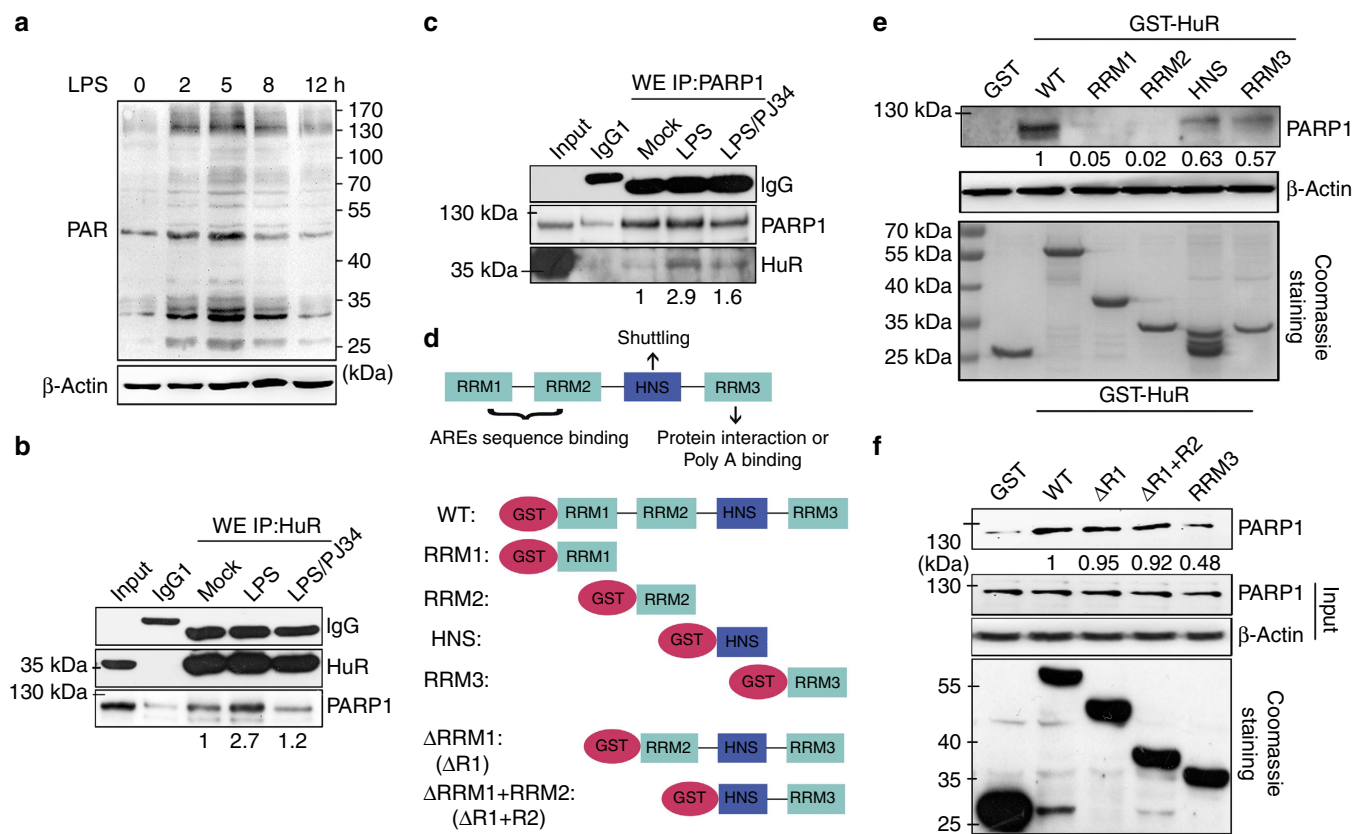 a
LPS 0 2 5 8 12 h
170
130
100
70
55
PAR
40
35
25
(kDa)
β-Actin
b
WE IP:HuR
Input IgG1 Mock LPS LPS/PJ34
IgG
35 kDa HuR
130 kDa
PARP1
1 2.7 1.2
c
WE IP:PARP1
Input IgG1 Mock LPS LPS/PJ34
IgG
130 kDa
PARP1
35 kDa HuR
1 2.9 1.6
d
Shuttling
RRM1 RRM2 HNS RRM3
AREs sequence binding
Protein interaction or
Poly A binding
WT: GST RRM1 RRM2 HNS RRM3
RRM1: GST RRM1
RRM2: GST RRM2
HNS: GST HNS
RRM3: GST RRM3
ΔRRM1: GST RRM2 HNS RRM3
(ΔR1)
ΔRRM1+RRM2: GST HNS RRM3
(ΔR1+R2)
e
GST-HuR
GST WT RRM1 RRM2 HNS RRM3
130 kDa
PARP1
1 0.05 0.02 0.63 0.57
β-Actin
70 kDa
55 kDa
40 kDa
35 kDa
25 kDa
Coomassie
staining
f
GST-HuR
GST WT ΔR1 ΔR1+R2 RRM3
PARP1
130
(kDa) 1 0.95 0.92 0.48
130 PARP1
β-Actin
Input
55
40
35
25
Coomassie
staining